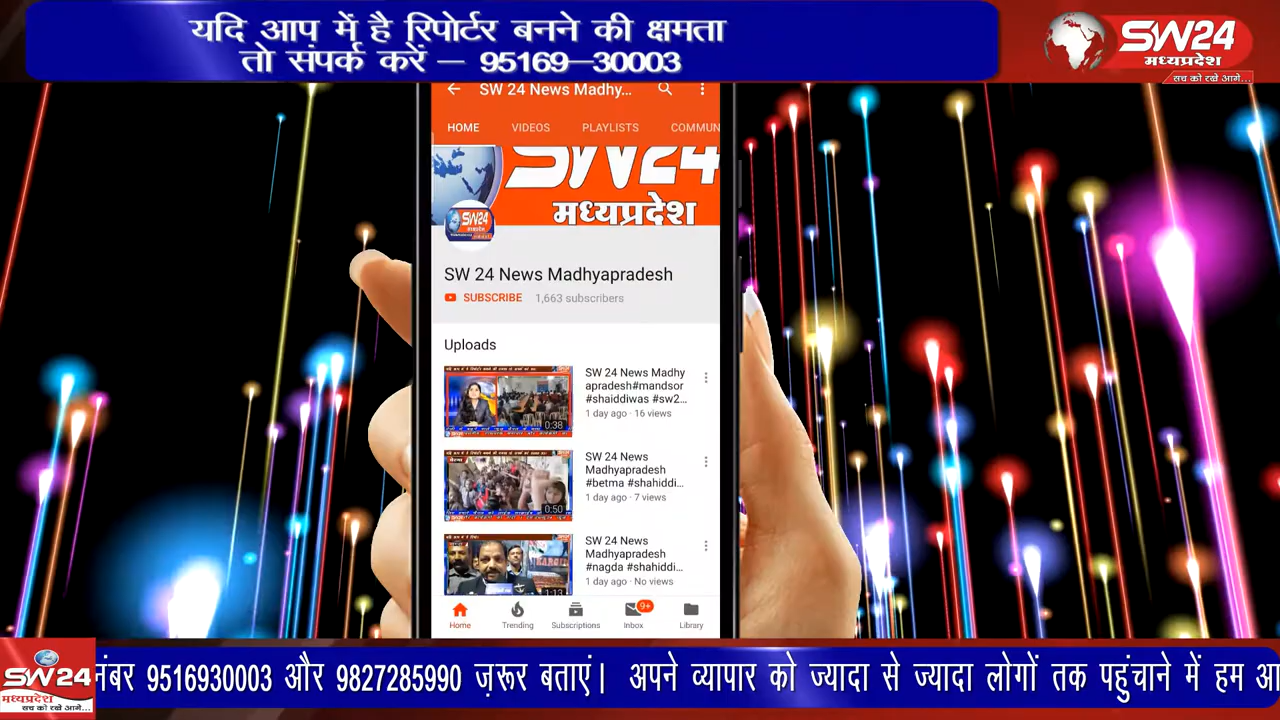 यदि आप में है रिपोर्टर बनने की क्षमता
तो संपर्क करें – 95169–30003
SW24
मध्यप्रदेश
सच को रखे आगे...
SW 24 News Madhy...
HOME VIDEOS PLAYLISTS COMMUN
SW24
मध्यप्रदेश
SW24
SW 24 News Madhyapradesh
SUBSCRIBE 1,663 subscribers
Uploads
SW 24 News Madhy
apradesh#mandsor
#shaiddiwas #sw2...
1 day ago · 16 views
0:38
SW 24 News
Madhyapradesh
#betma #shahiddi...
1 day ago · 7 views
0:50
SW 24 News
Madhyapradesh
#nagda #shahiddi...
1 day ago · No views
1:13
Home Trending Subscriptions Inbox Library
9+
SW24
मध्यप्रदेश
सच को रखे आगे...
नंबर 9516930003 और 9827285990 ज़रूर बताएं। अपने व्यापार को ज्यादा से ज्यादा लोगों तक पहुंचाने में हम आ